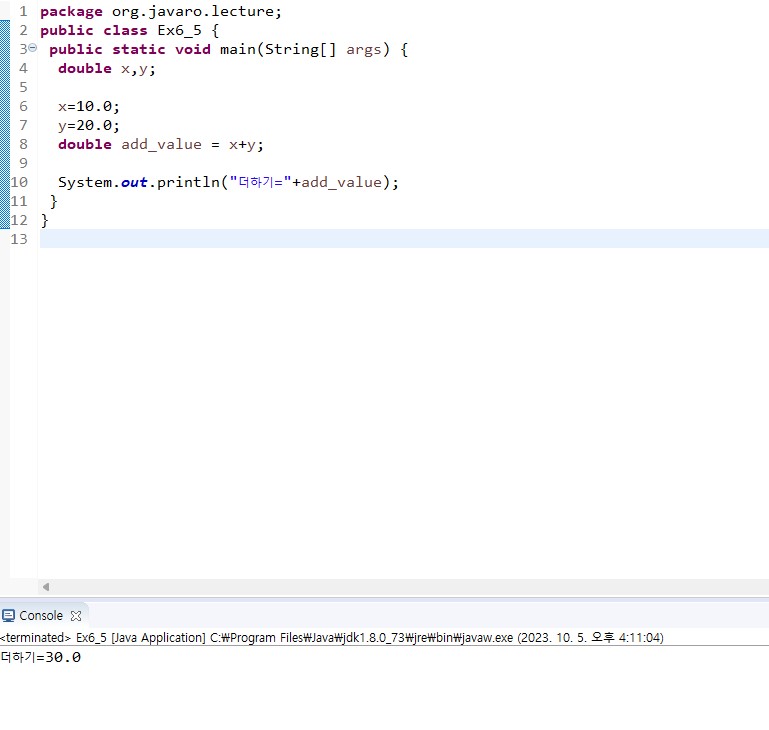 1 package org.javaro.lecture;
2 public class Ex6_5 {
3 public static void main(String[] args) {
4 double x,y;
5
6 x=10.0;
7 y=20.0;
8 double add_value = x+y;
9
10 System.out.println("더하기="+add_value);
11 }
12 }
13
Console
<terminated> Ex6_5 [Java Application] C:₩Program Files₩Java₩jdk1.8.0_73₩jre₩bin₩javaw.exe (2023. 10. 5. 오후 4:11:04)
더하기=30.0